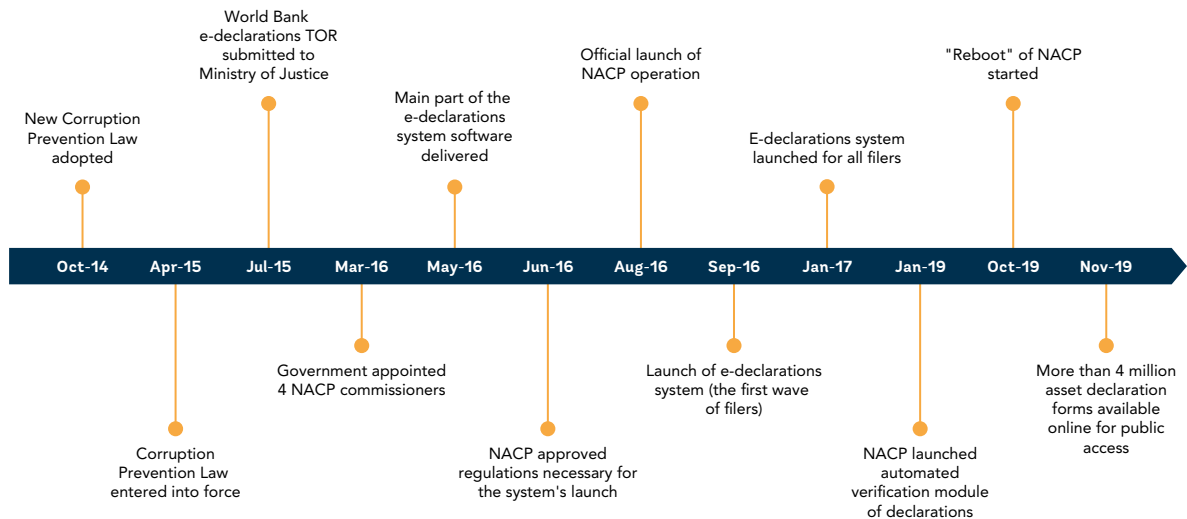 World Bank
e-declarations TOR
submitted to
Ministry of Justice
Official launch of
NACP operation
"Reboot" of NACP
started
New Corruption
Prevention Law
adopted
Main part of the
e-declarations
system software
delivered
E-declarations system
launched for all filers
Oct-14 Apr-15 Jul-15 Mar-16 May-16 Jun-16 Aug-16 Sep-16 Jan-17 Jan-19 Oct-19 Nov-19
Government appointed
4 NACP commissioners
Launch of e-declarations
system (the first wave
of filers)
More than 4 million
asset declaration
forms available
online for public
access
Corruption
Prevention Law
entered into force
NACP approved
regulations necessary for
the system's launch
NACP launched
automated
verification module
of declarations